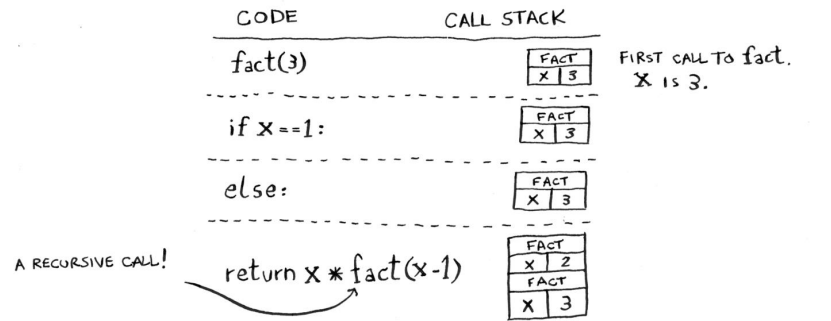 CODE CALL STACK
fact(3) FACT FIRST CALL TO fact.
X 3 X IS 3.
if x==1: FACT
X 3
else: FACT
X 3
A RECURSIVE CALL! return x * fact(x-1) FACT
X 2
FACT
X 3